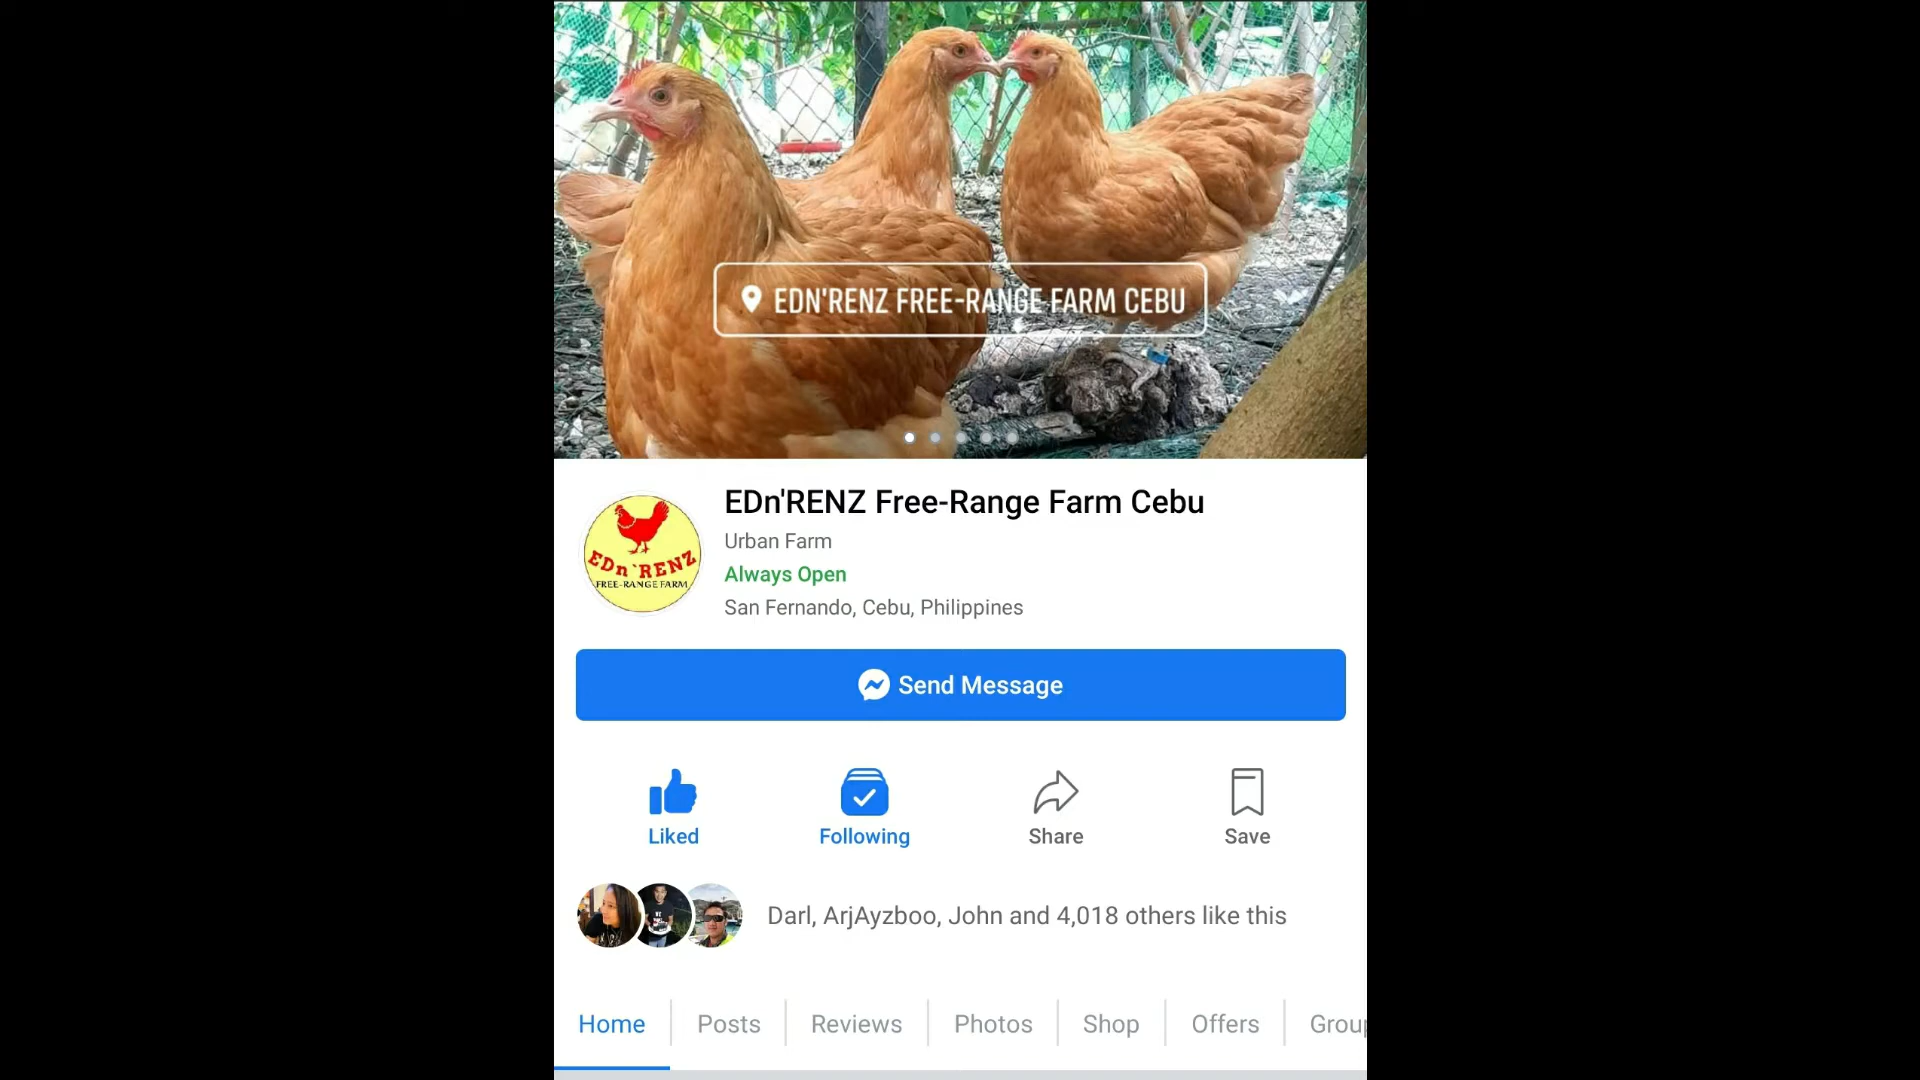 EDN'RENZ FREE-RANGE FARM CEBU
EDn'RENZ Free-Range Farm Cebu
Urban Farm
Always Open
San Fernando, Cebu, Philippines
EDn`RENZ
FREE-RANGE FARM
Send Message
Liked
Following
Share
Save
Darl, ArjAyzboo, John and 4,018 others like this
Home
Posts
Reviews
Photos
Shop
Offers
Grou